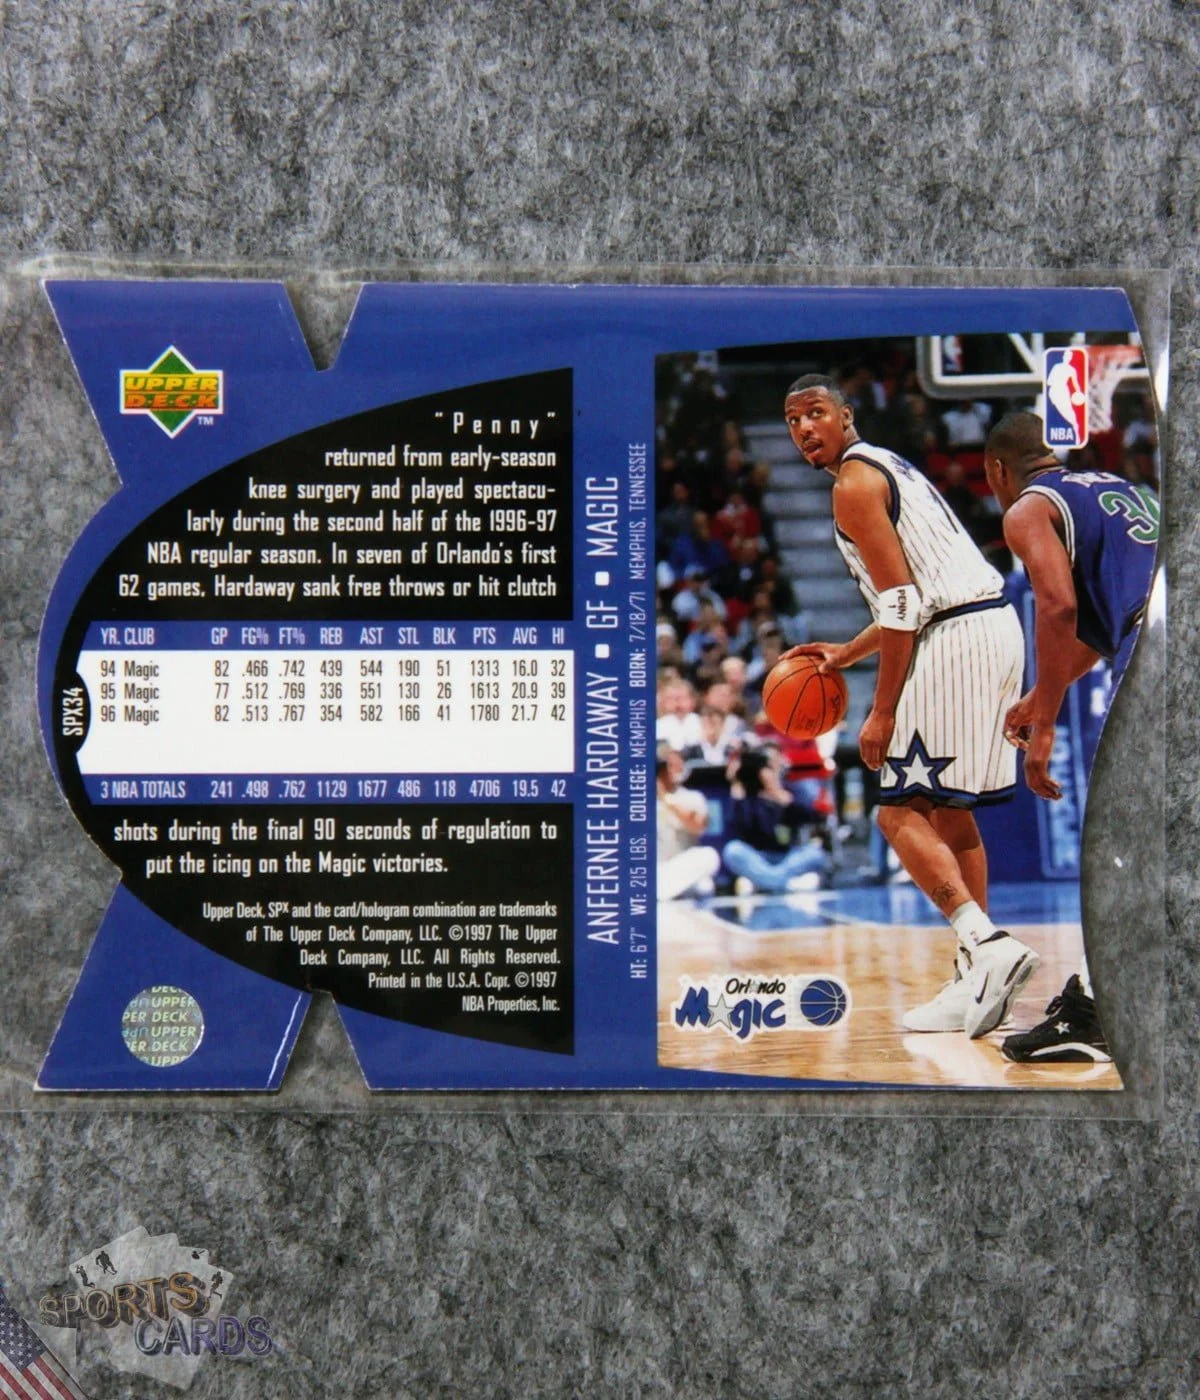 UPPER
D·E·C·K
TM
"Penny"
returned from early-season
knee surgery and played spectacu-
larly during the second half of the 1996-97
NBA regular season. In seven of Orlando's first
62 games, Hardaway sank free throws or hit clutch
YR. CLUB GP FG% FT% REB AST STL BLK PTS AVG HI
94 Magic 82 .466 .742 439 544 190 51 1313 16.0 32
95 Magic 77 .512 .769 336 551 130 26 1613 20.9 39
96 Magic 82 .513 .767 354 582 166 41 1780 21.7 42
3 NBA TOTALS 241 .498 .762 1129 1677 486 118 4706 19.5 42
SPX34
shots during the final 90 seconds of regulation to
put the icing on the Magic victories.
Upper Deck, SPX and the card/hologram combination are trademarks
of The Upper Deck Company, LLC. ©1997 The Upper
Deck Company, LLC. All Rights Reserved.
Printed in the U.S.A. Copr. ©1997
NBA Properties, Inc.
ANFERNEE HARDAWAY ▪ GF ▪ MAGIC
HT: 6'7" WT: 215 LBS. COLLEGE: MEMPHIS BORN: 7/18/71 MEMPHIS, TENNESSEE
NBA
34
PENNY
1
Orlando
Magic
UPPER
PER DECK
UPPER
ER DECK
UPPE
SPORTS
CARDS